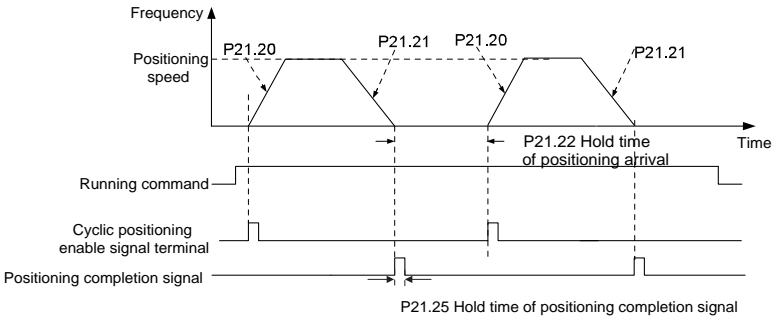 Frequency
P21.20
P21.21
P21.20
P21.21
Positioning
speed
Time
P21.22 Hold time
of positioning arrival
Running command
Cyclic positioning
enable signal terminal
Positioning completion signal
P21.25 Hold time of positioning completion signal